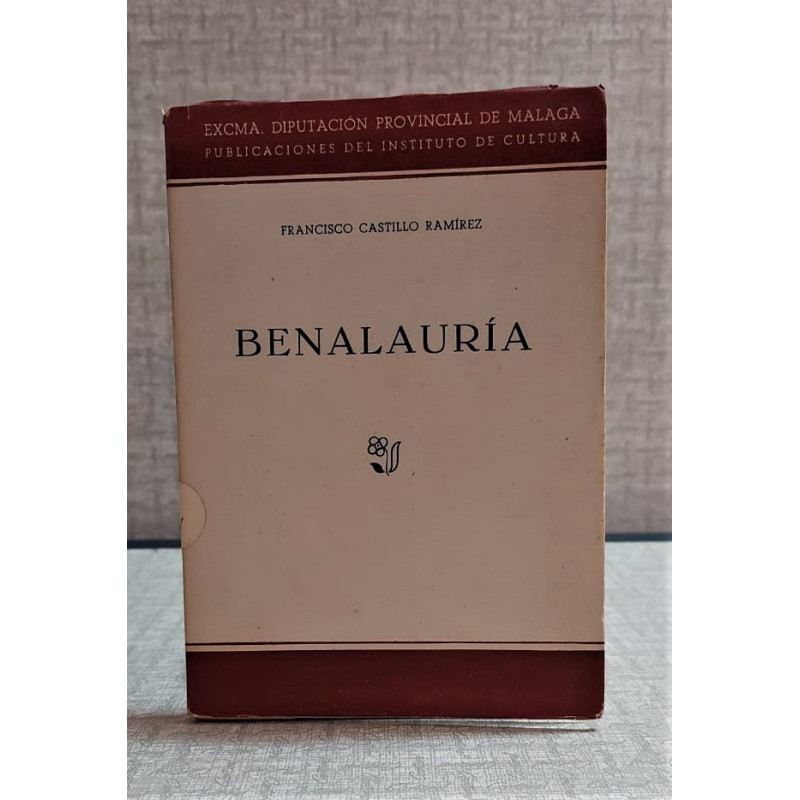 EXCMA. DIPUTACIÓN PROVINCIAL DE MALAGA
PUBLICACIONES DEL INSTITUTO DE CULTURA
FRANCISCO CASTILLO RAMÍREZ
BENALAURÍA